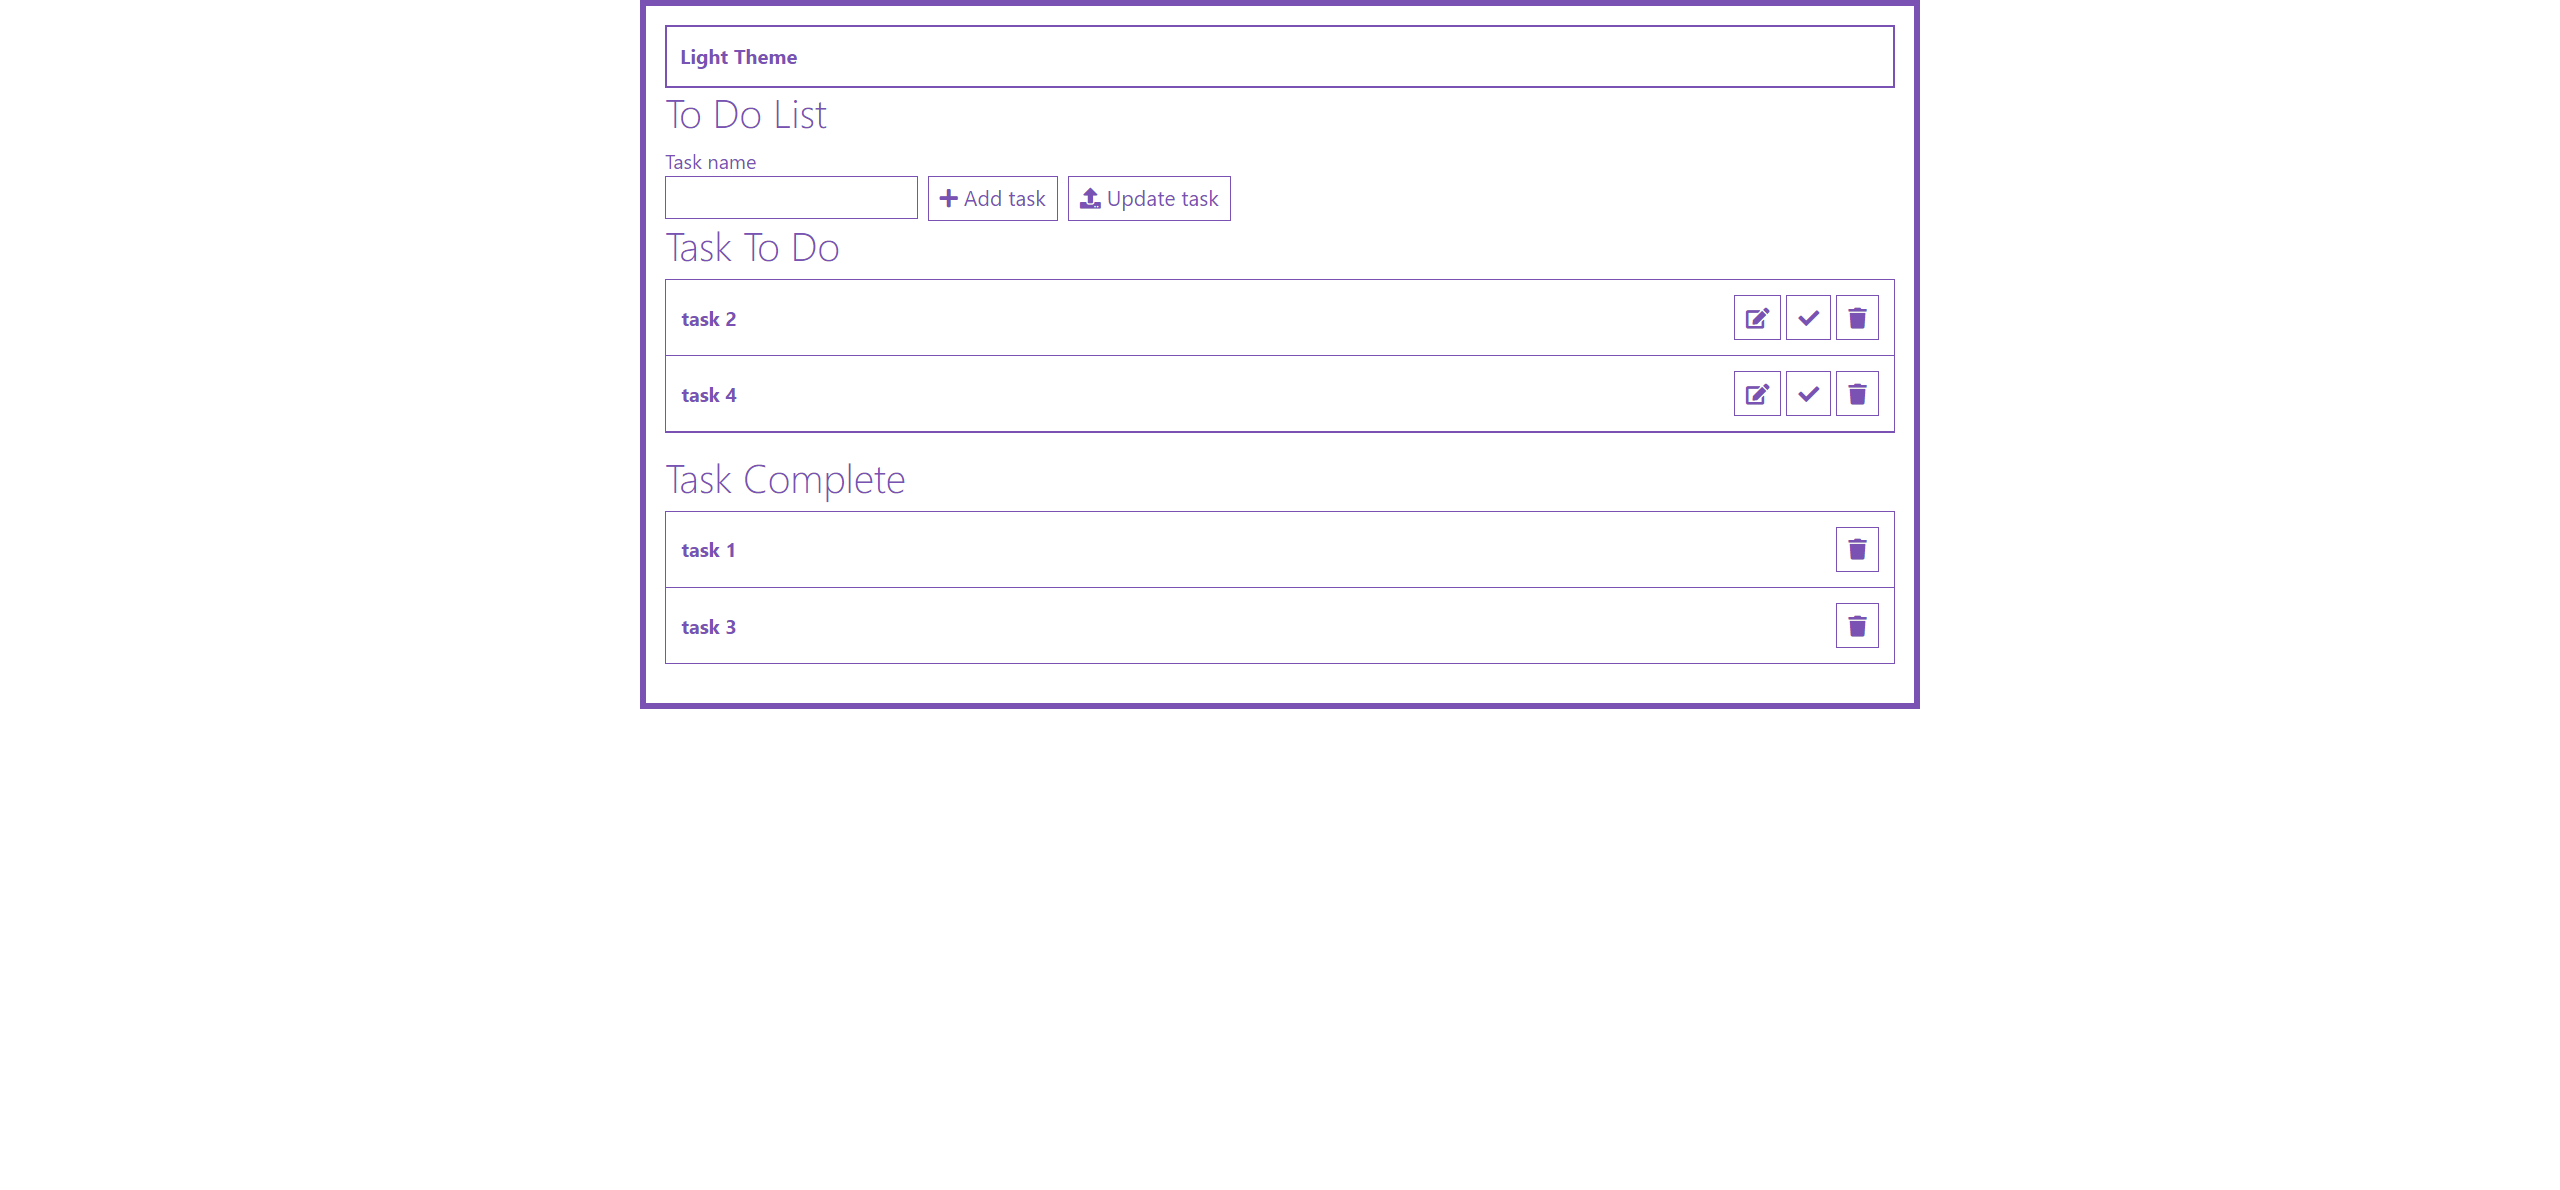 Light Theme
To Do List
Task name
Add task
Update task
Task To Do
task 2
task 4
Task Complete
task 1
task 3